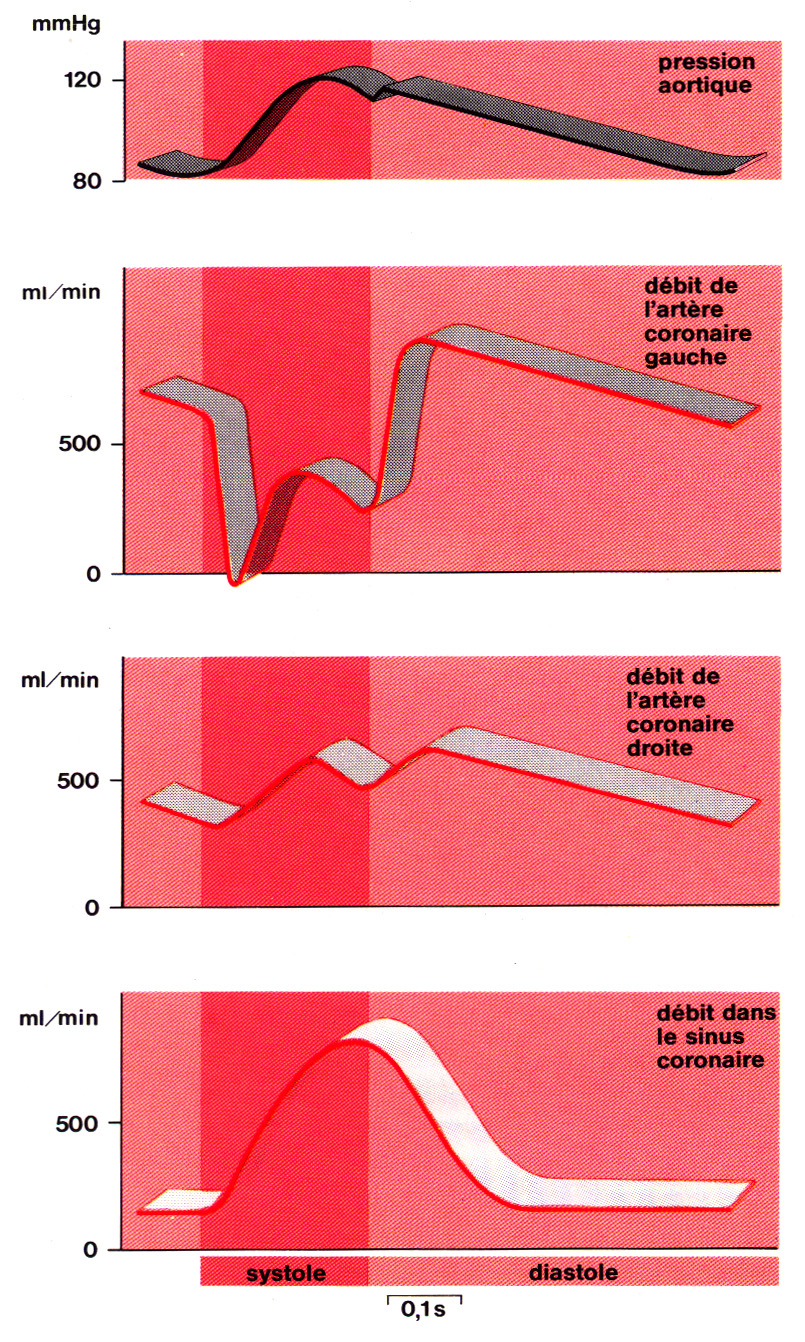 mmHg
120
80
pression
aortique
ml/min
500
0
débit de
l'artère
coronaire
gauche
ml/min
500
0
débit de
l'artère
coronaire
droite
ml/min
500
0
débit dans
le sinus
coronaire
systole
diastole
0,1s